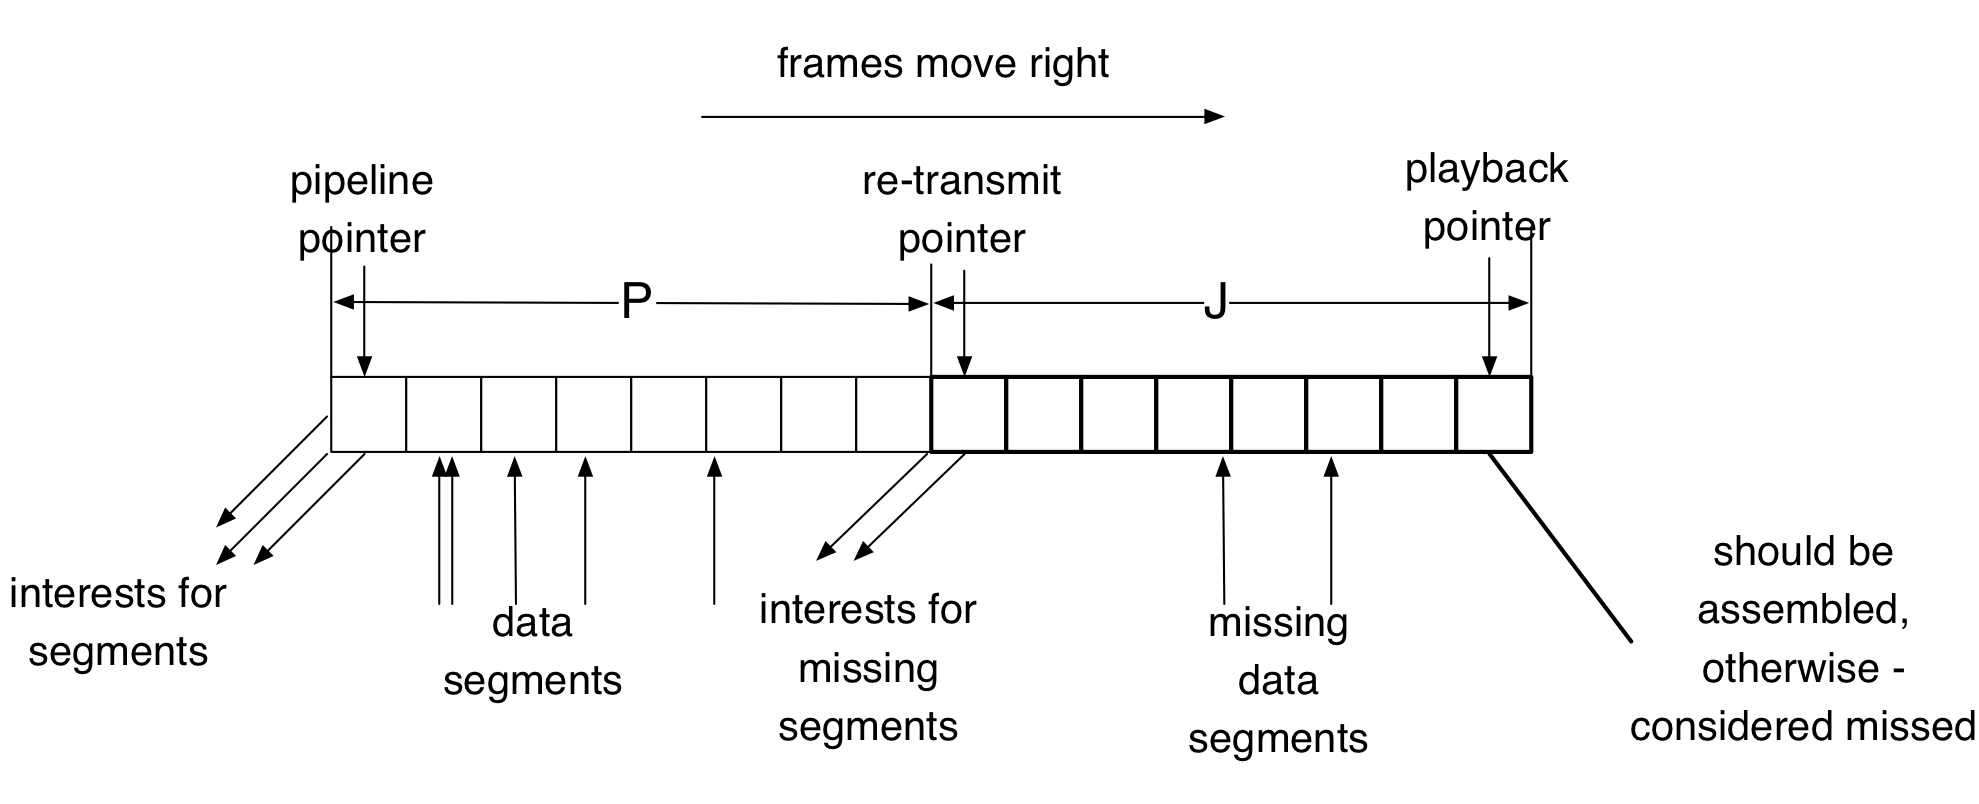 frames move right
pipeline
pointer
re-transmit
pointer
playback
pointer
P
J
interests for
segments
data
segments
interests for
missing
segments
missing
data
segments
should be
assembled,
otherwise -
considered missed